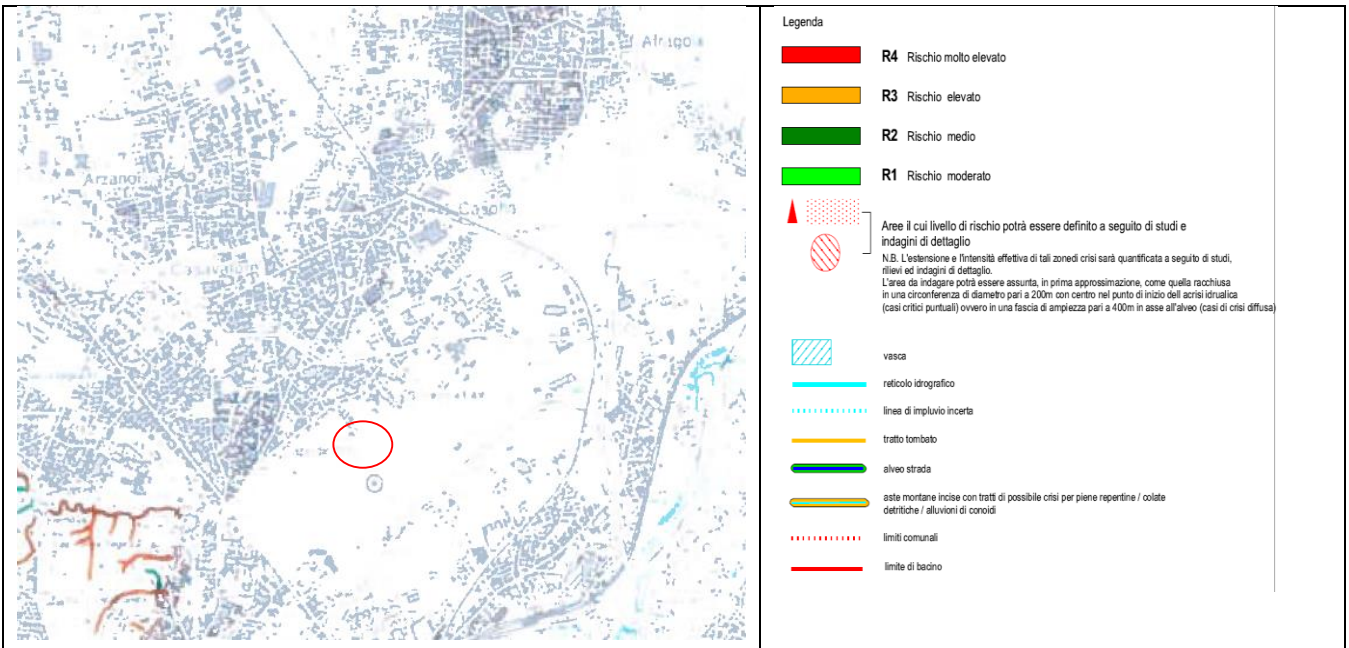 Afragola
Arzano
Casoria
Casavatore
Legenda
R4 Rischio molto elevato
R3 Rischio elevato
R2 Rischio medio
R1 Rischio moderato
Aree il cui livello di rischio potrà essere definito a seguito di studi e
indagini di dettaglio
N.B. L'estensione e l'intensità effettiva di tali zonedi crisi sarà quantificata a seguito di studi,
rilievi ed indagini di dettaglio.
L'area da indagare potrà essere assunta, in prima approssimazione, come quella racchiusa
in una circonferenza di diametro pari a 200m con centro nel punto di inizio dell acrisi idrualica
(casi critici puntuali) ovvero in una fascia di ampiezza pari a 400m in asse all'alveo (casi di crisi diffusa)
vasca
reticolo idrografico
linea di impluvio incerta
tratto tombato
alveo strada
aste montane incise con tratti di possibile crisi per piene repentine / colate
detritiche / alluvioni di conoidi
limiti comunali
limite di bacino